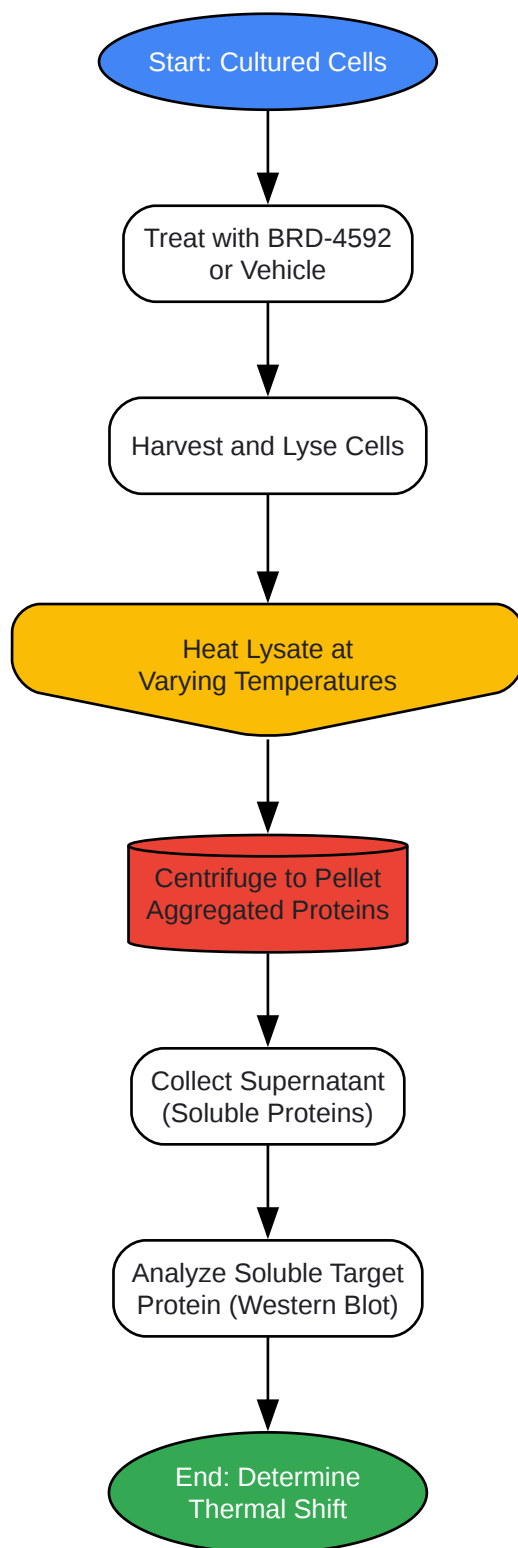 Start: Cultured Cells
Treat with BRD-4592
or Vehicle
Harvest and Lyse Cells
Heat Lysate at
Varying Temperatures
Centrifuge to Pellet
Aggregated Proteins
Collect Supernatant
(Soluble Proteins)
Analyze Soluble Target
Protein (Western Blot)
End: Determine
Thermal Shift